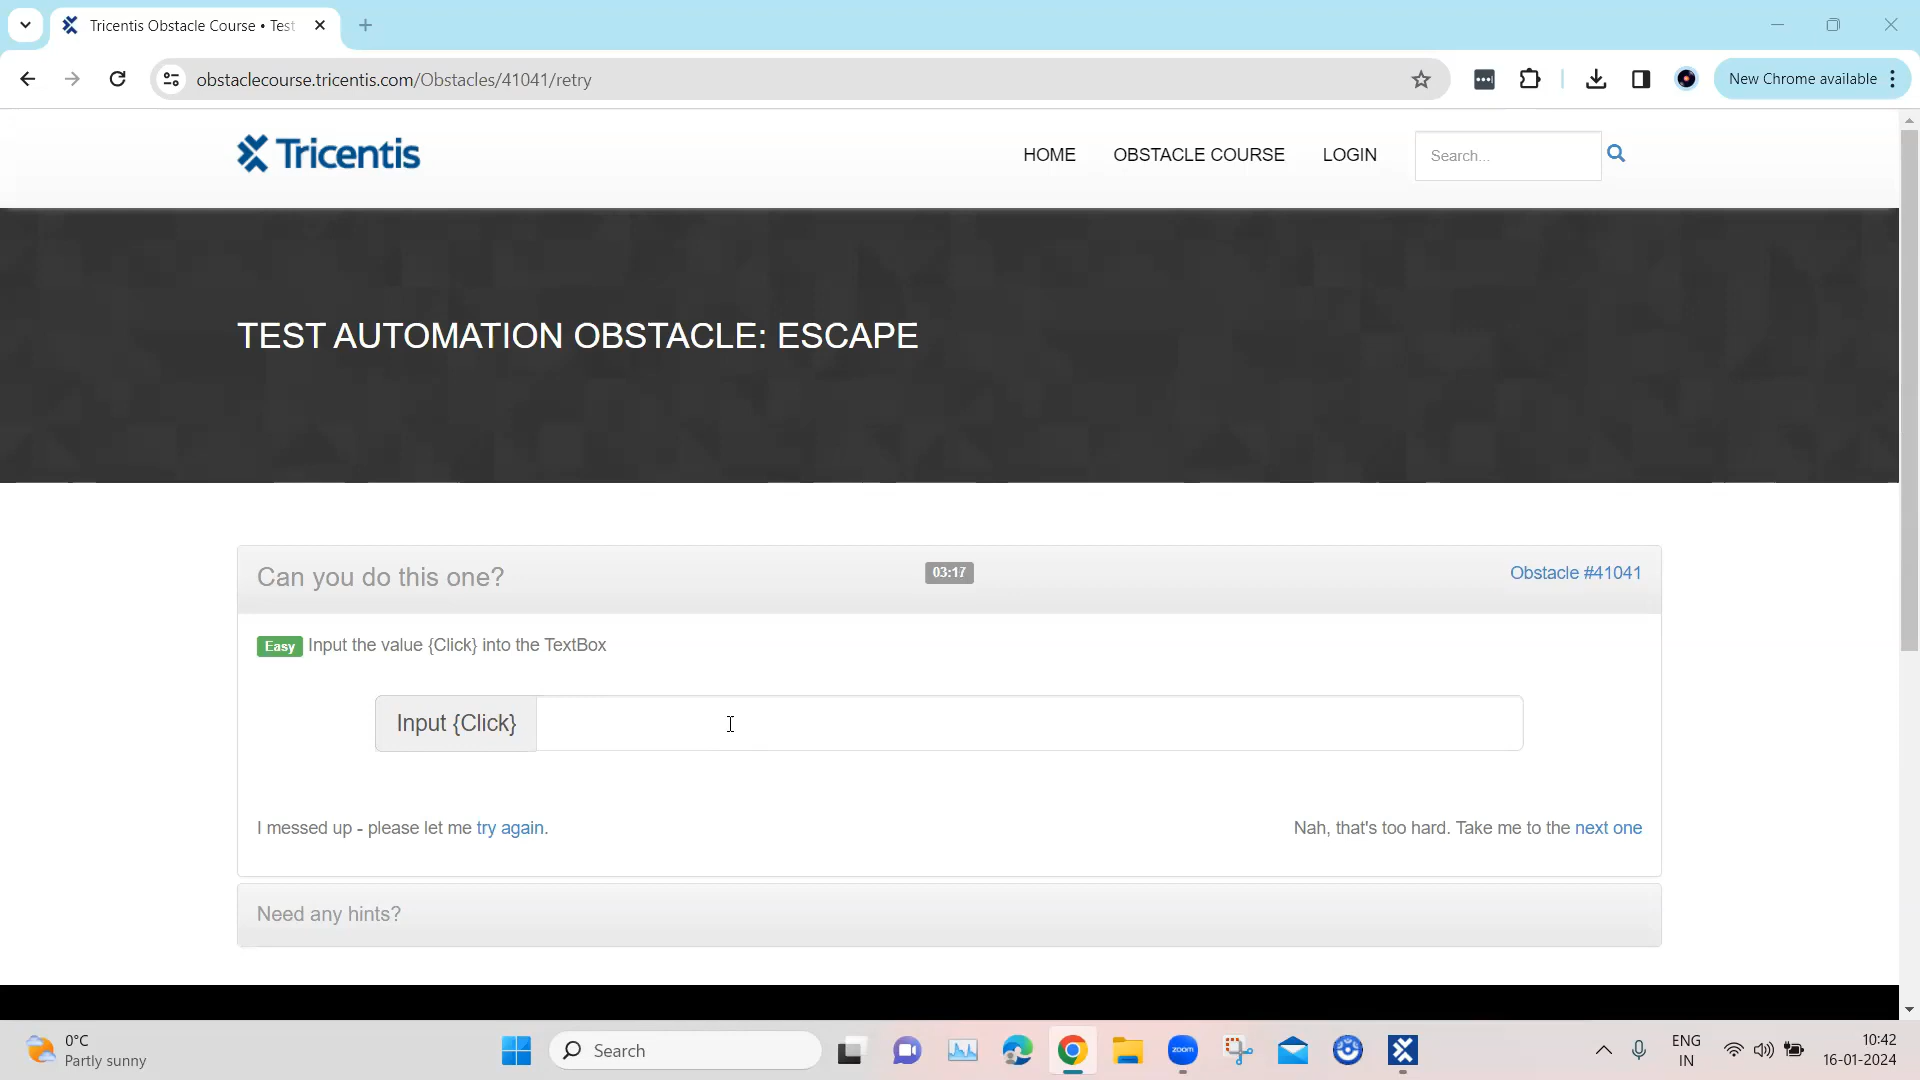 Tricentis Obstacle Course • Test
obstaclecourse.tricentis.com/Obstacles/41041/retry
New Chrome available
Tricentis
HOME
OBSTACLE COURSE
LOGIN
Search...
TEST AUTOMATION OBSTACLE: ESCAPE
Can you do this one?
03:17
Obstacle #41041
Easy Input the value {Click} into the TextBox
Input {Click}
I messed up - please let me try again.
Nah, that's too hard. Take me to the next one
Need any hints?
0°C
Partly sunny
Search
zoom
ENG
IN
10:42
16-01-2024